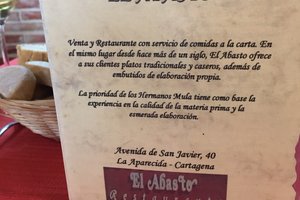 El Abasto
Venta y Restaurante con servicio de comidas a la carta. En
el mismo lugar desde hace más de un siglo, El Abasto ofrece
a sus clientes platos tradicionales y caseros, además de
embutidos de elaboración propia.
La prioridad de los Hermanos Mula tiene como base la
experiencia en la calidad de la materia prima y la
esmerada elaboración.
Avenida de San Javier, 40
La Aparecida - Cartagena
El Abasto
Restaurante